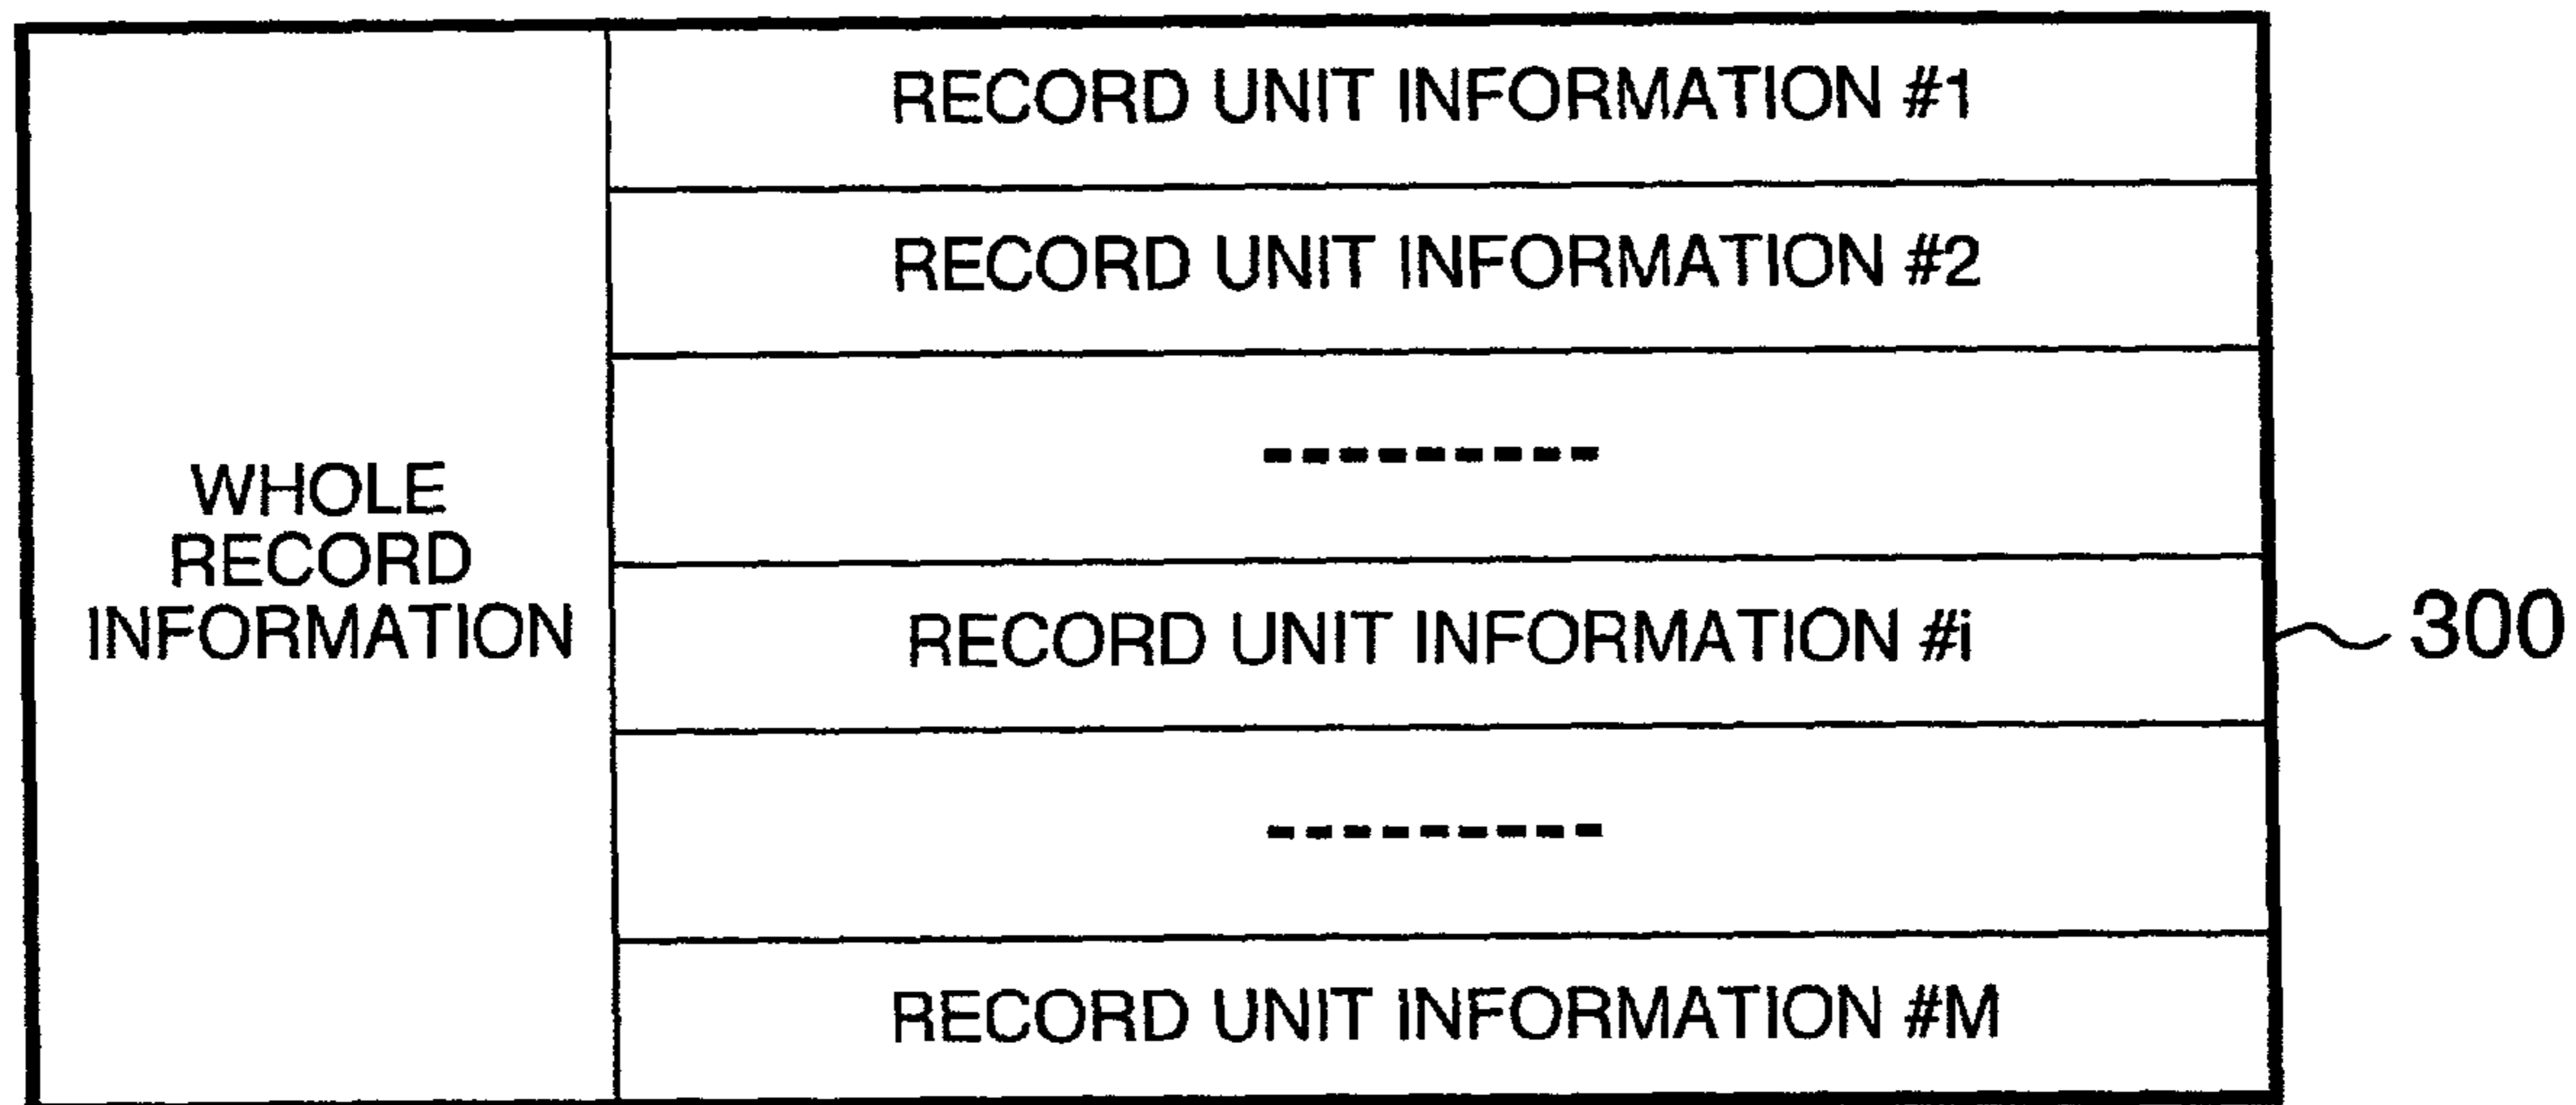 WHOLE
RECORD
INFORMATION
RECORD UNIT INFORMATION #1
RECORD UNIT INFORMATION #2
---------
RECORD UNIT INFORMATION #i
---------
RECORD UNIT INFORMATION #M
300